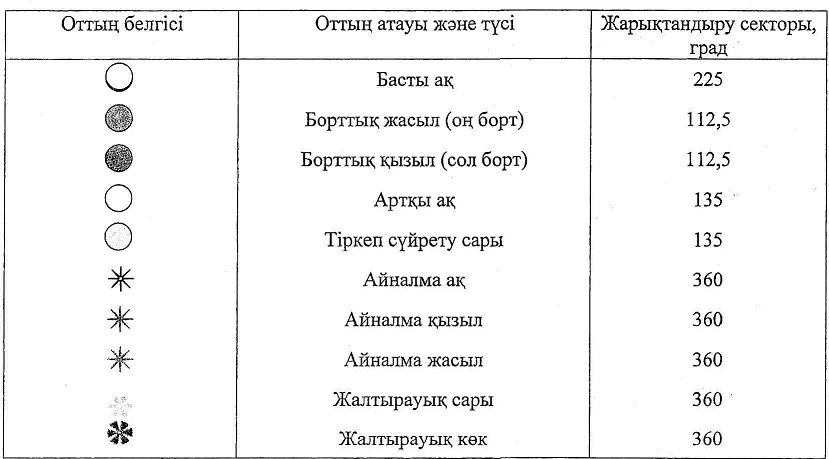 Оттың белгісі Оттың атауы және түсі Жарықтандыру секторы,
град
Басты ақ 225
Борттық жасыл (оң борт) 112,5
Борттық қызыл (сол борт) 112,5
Артқы ақ 135
Тіркеп сүйрету сары 135
Айналма ақ 360
Айналма қызыл 360
Айналма жасыл 360
Жалтырауық сары 360
Жалтырауық көк 360